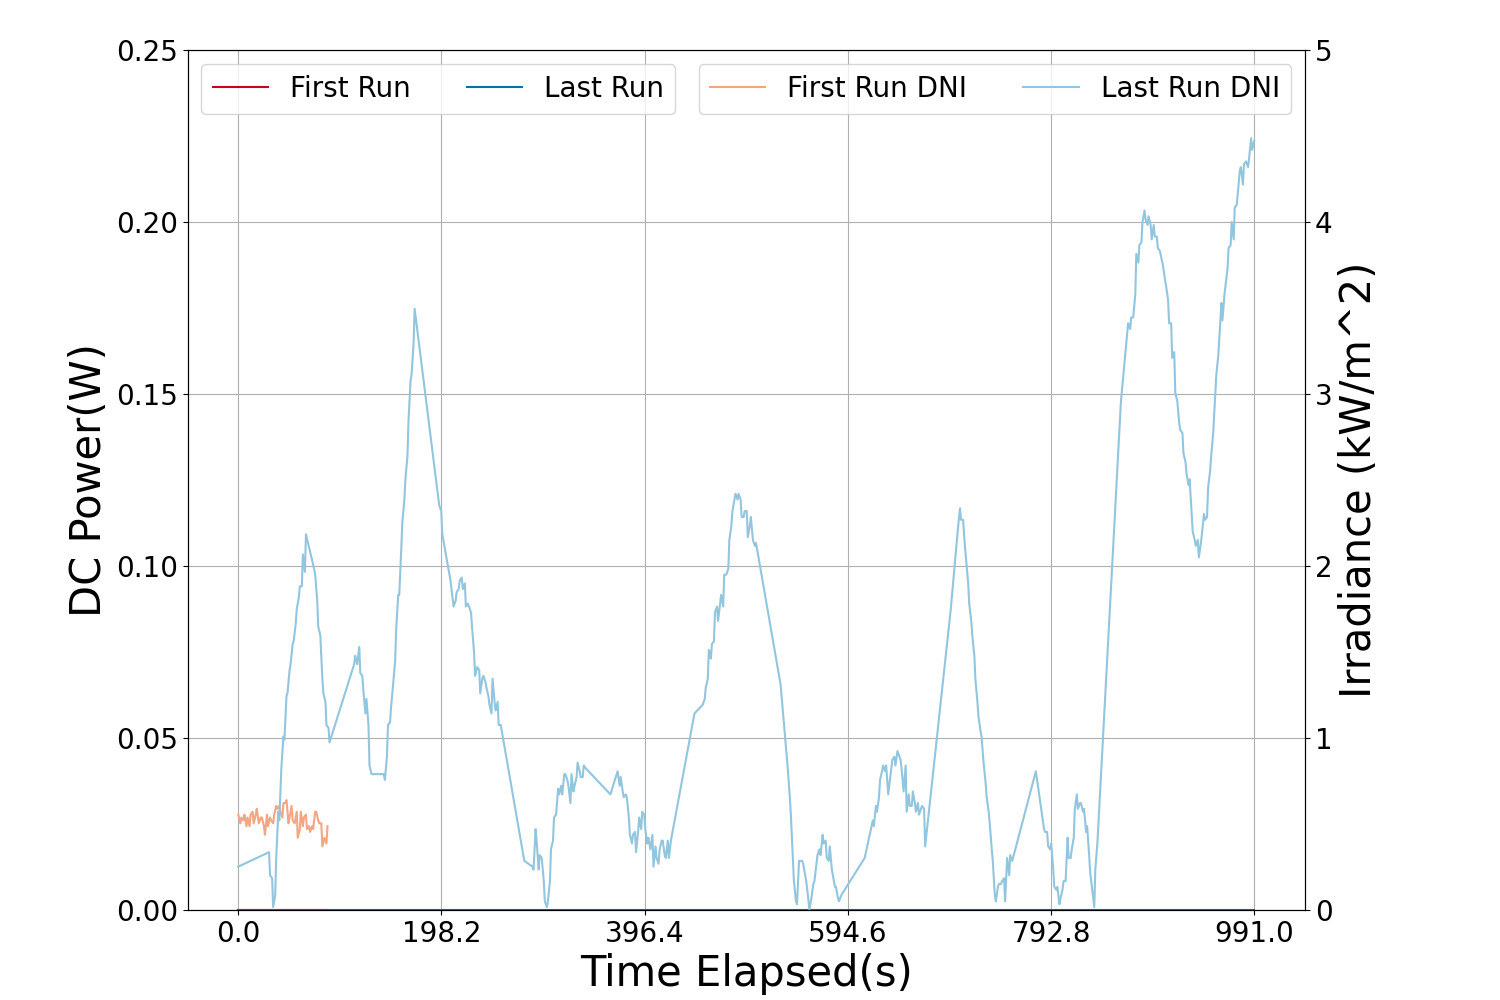 First Run Last Run First Run DNI Last Run DNI
DC Power(W)
0.25
0.20
0.15
0.10
0.05
0.00
5
4
3
2
1
0
Irradiance (kW/m^2)
0.0 198.2 396.4 594.6 792.8 991.0
Time Elapsed(s)